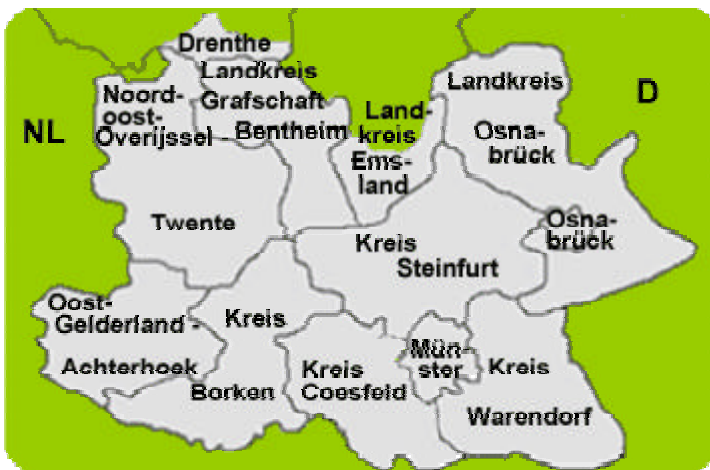 Drenthe
Landkreis
Grafschaft
Bentheim
Noord-
oost-
Overijssel -
Twente
NL
Land-
kreis
Ems-
land
Landkreis
Osna-
brück
D
Osna-
brück
Kreis
Steinfurt
Oost-
Gelderland -
Achterhoek
Kreis
Borken
Kreis
Coesfeld
Mün-
ster
Kreis
Warendorf